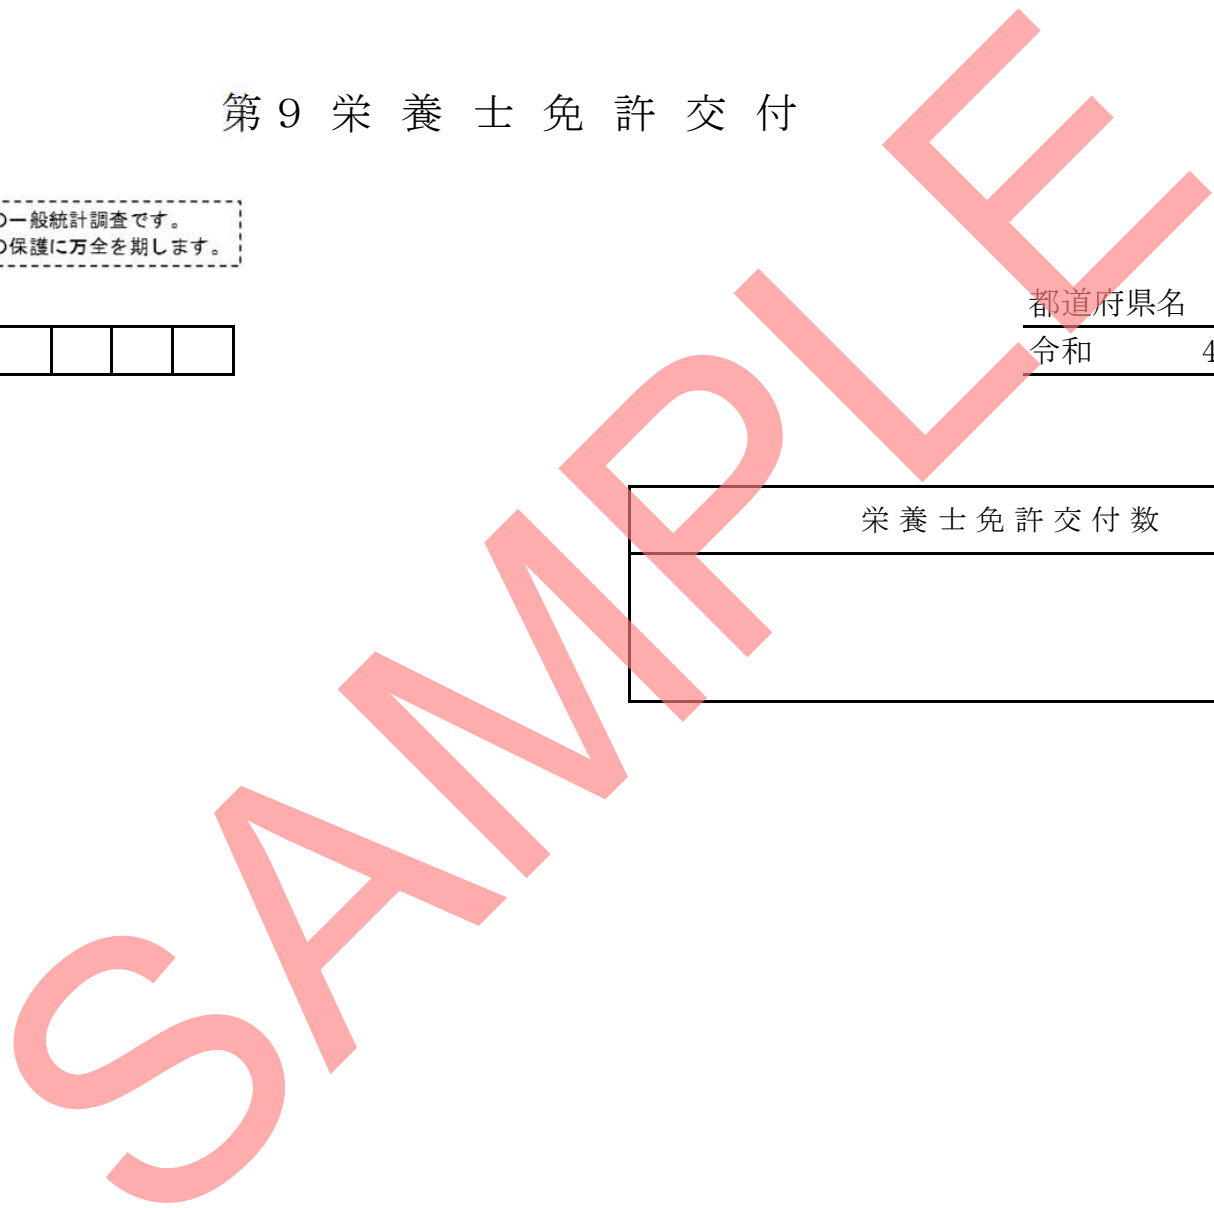 第９ 栄 養 士 免 許 交 付
の一般統計調査です。
の保護に万全を期します。
都道府県名
令和 4
栄養士免許交付数
SAMPLE